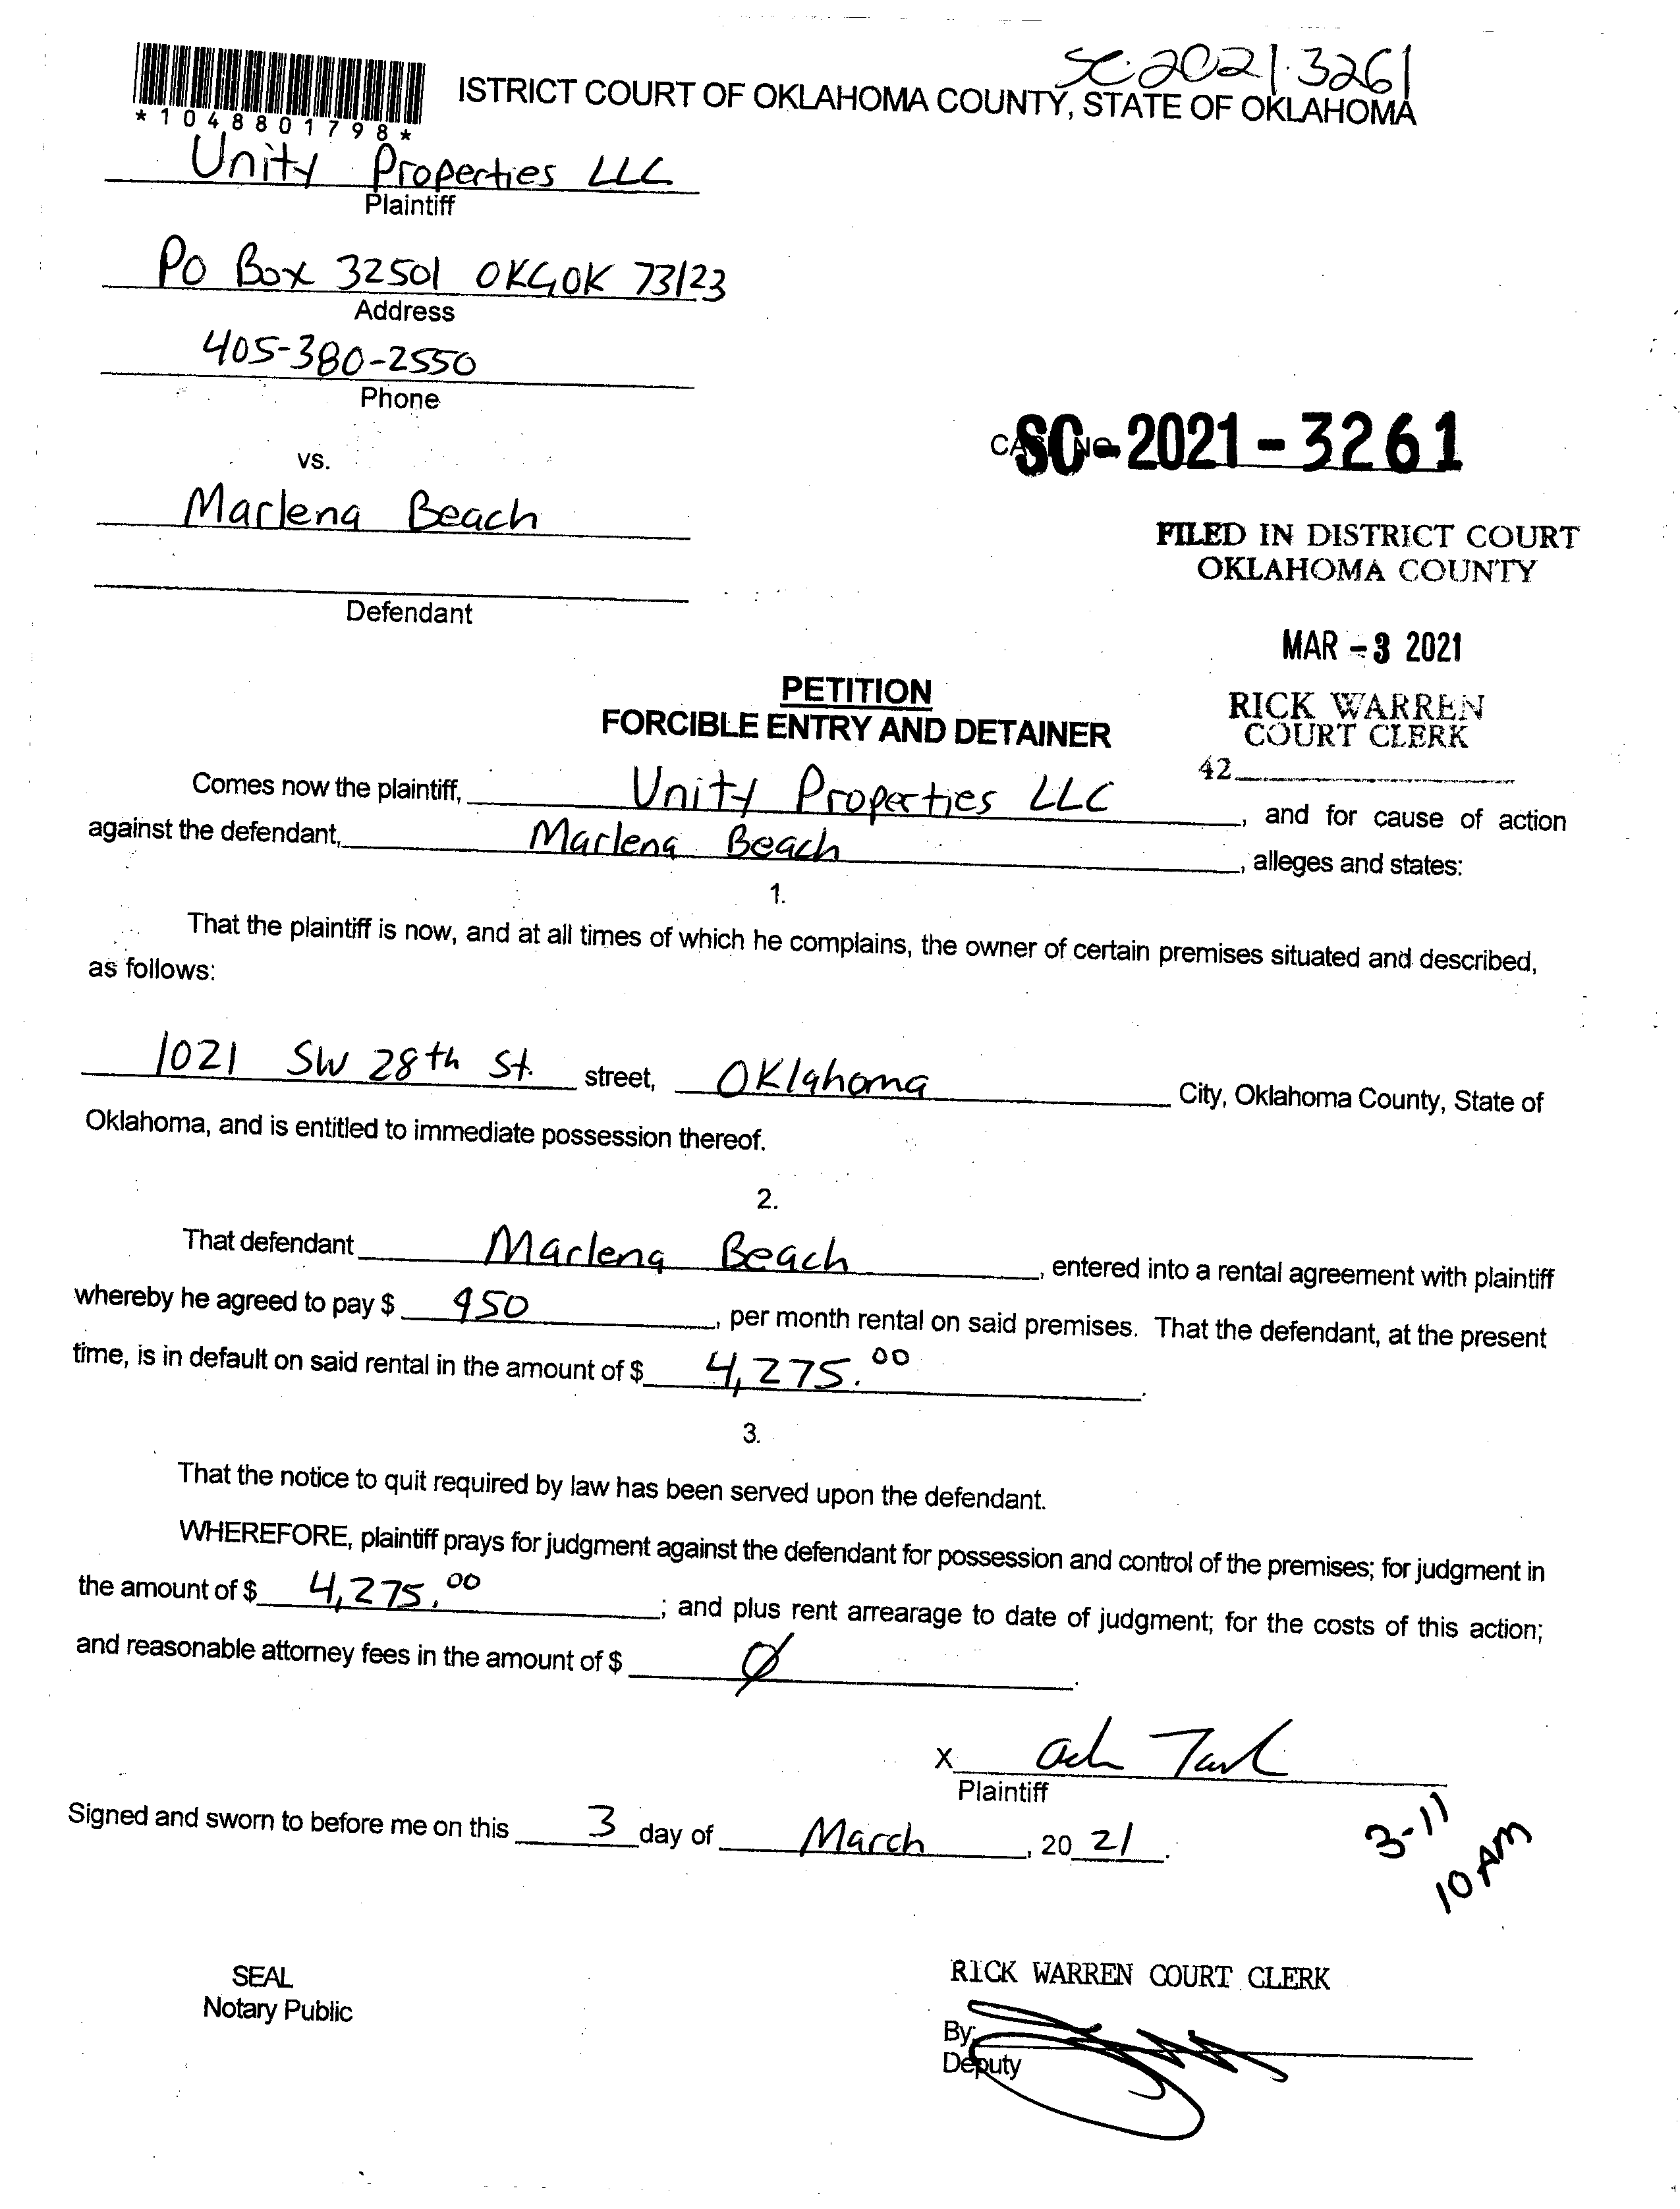 SC-2021-3261
ISTRICT COURT OF OKLAHOMA COUNTY, STATE OF OKLAHOMA
*1048801798*
Unity Properties LLC
Plaintiff
PO Box 32501 OKC, OK 73123
Address
405-380-2550
Phone
SC-2021-3261
vs.
Marlena Beach
FILED IN DISTRICT COURT
OKLAHOMA COUNTY
Defendant
MAR -3 2021
PETITION
FORCIBLE ENTRY AND DETAINER
RICK WARREN
COURT CLERK
42
Comes now the plaintiff, Unity Properties LLC, and for cause of action
against the defendant, Marlena Beach, alleges and states:
1.
That the plaintiff is now, and at all times of which he complains, the owner of certain premises situated and described,
as follows:
1021 SW 28th St. street, Oklahoma City, Oklahoma County, State of
Oklahoma, and is entitled to immediate possession thereof.
2.
That defendant Marlena Beach, entered into a rental agreement with plaintiff
whereby he agreed to pay $ 950, per month rental on said premises. That the defendant, at the present
time, is in default on said rental in the amount of $ 4,275.00.
3.
That the notice to quit required by law has been served upon the defendant.
WHEREFORE, plaintiff prays for judgment against the defendant for possession and control of the premises; for judgment in
the amount of $ 4,275.00; and plus rent arrearage to date of judgment; for the costs of this action;
and reasonable attorney fees in the amount of $ Ø.
X
Plaintiff
Signed and sworn to before me on this 3 day of March, 2021.
3-11
10 AM
SEAL
Notary Public
RICK WARREN COURT CLERK
By:
Deputy